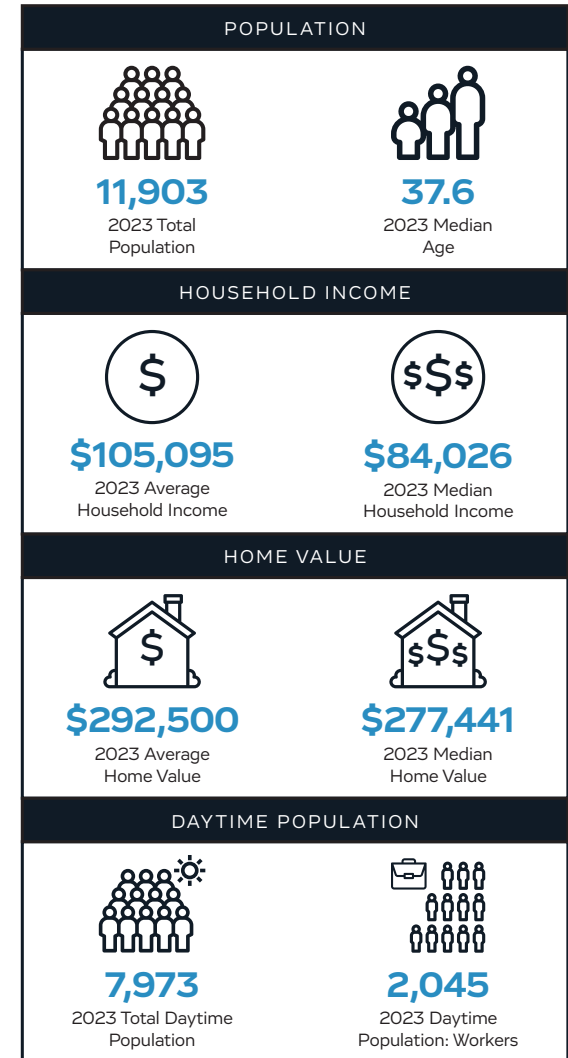 POPULATION
11,903
2023 Total
Population
37.6
2023 Median
Age
HOUSEHOLD INCOME
$
$105,095
2023 Average
Household Income
$$$
$84,026
2023 Median
Household Income
HOME VALUE
$
$292,500
2023 Average
Home Value
$$$
$277,441
2023 Median
Home Value
DAYTIME POPULATION
7,973
2023 Total Daytime
Population
2,045
2023 Daytime
Population: Workers